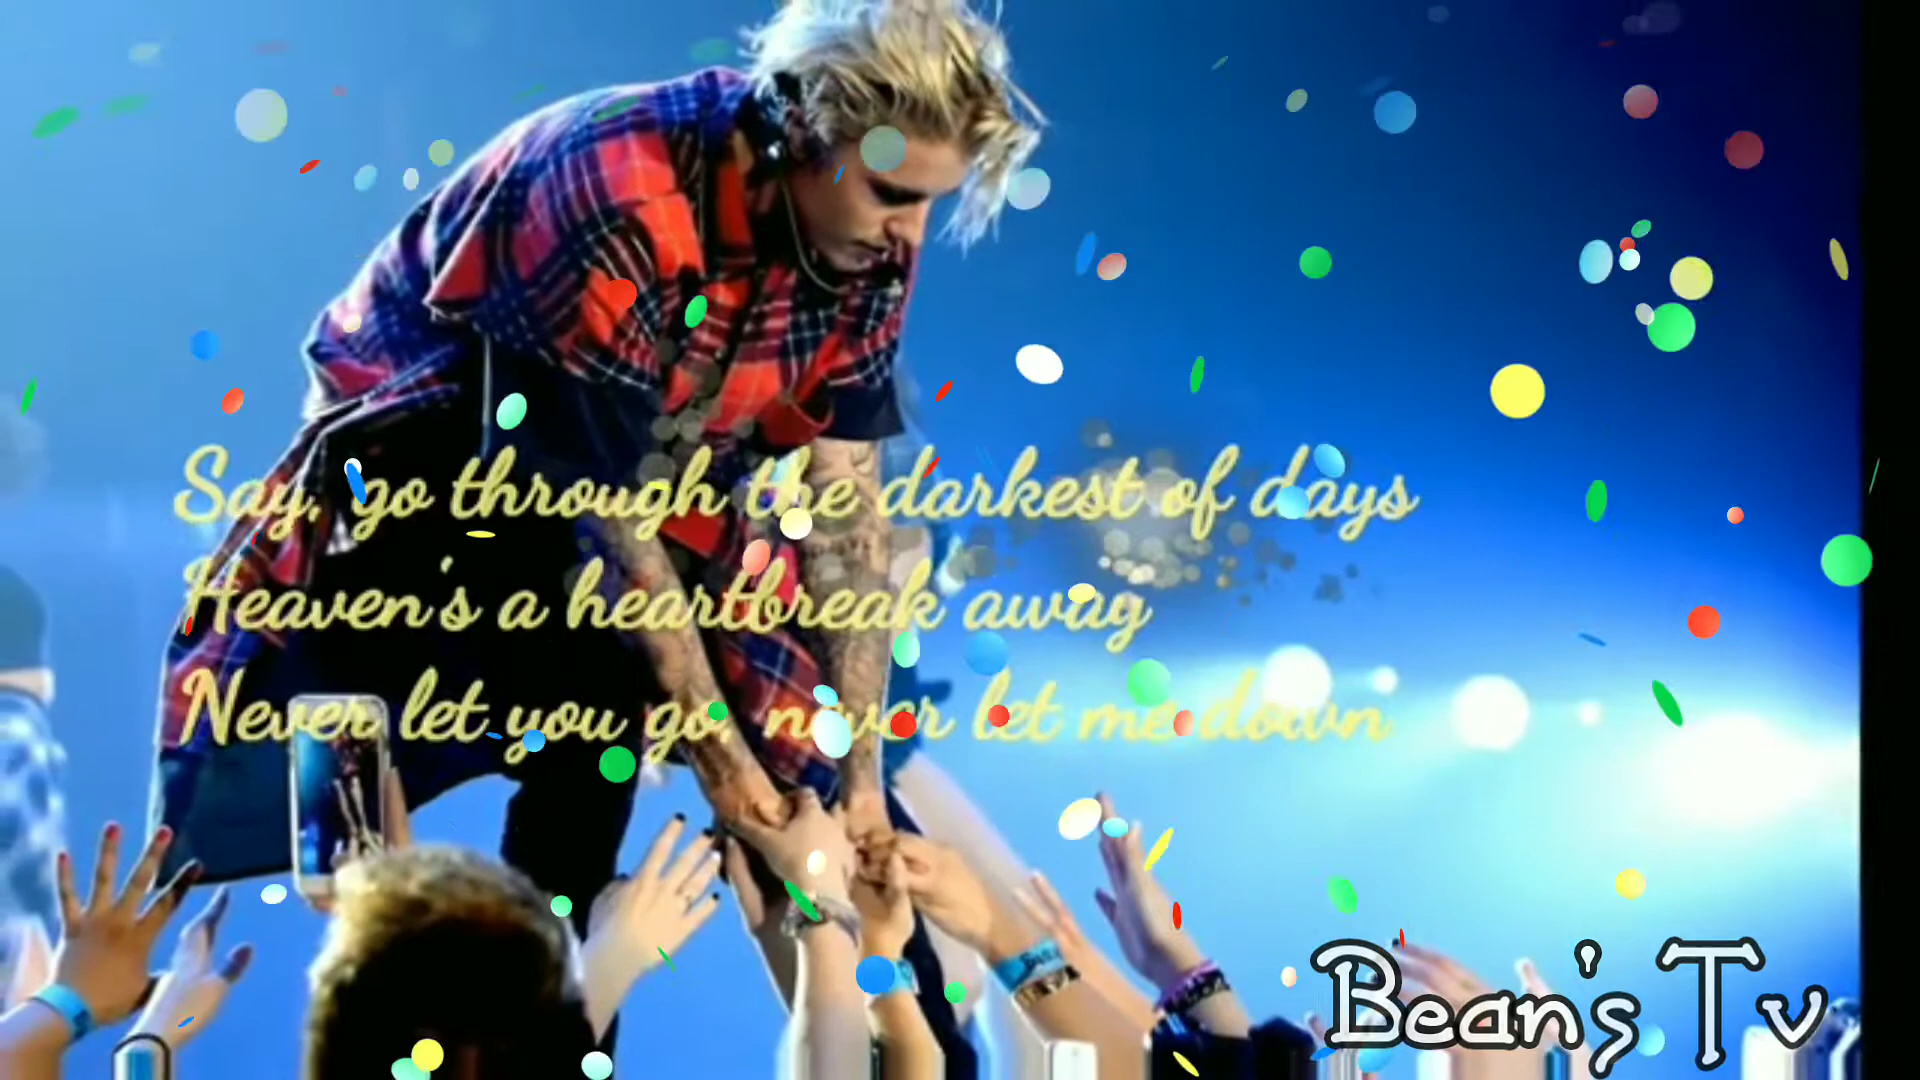 Say, go through the darkest of days
Heaven's a heartbreak away
Never let you go, never let me down
Bean's Tv